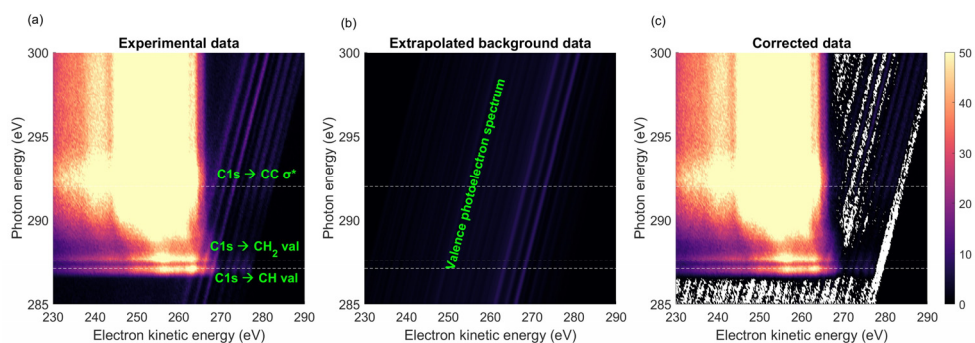 (a)
Experimental data
300
295
290
285
Photon energy (eV)
C1s → CC σ*
C1s → CH2 val
C1s → CH val
230 240 250 260 270 280 290
Electron kinetic energy (eV)
(b)
Extrapolated background data
300
295
290
285
Photon energy (eV)
Valence photoelectron spectrum
230 240 250 260 270 280 290
Electron kinetic energy (eV)
(c)
Corrected data
300
295
290
285
Photon energy (eV)
230 240 250 260 270 280 290
Electron kinetic energy (eV)
50
40
30
20
10
0